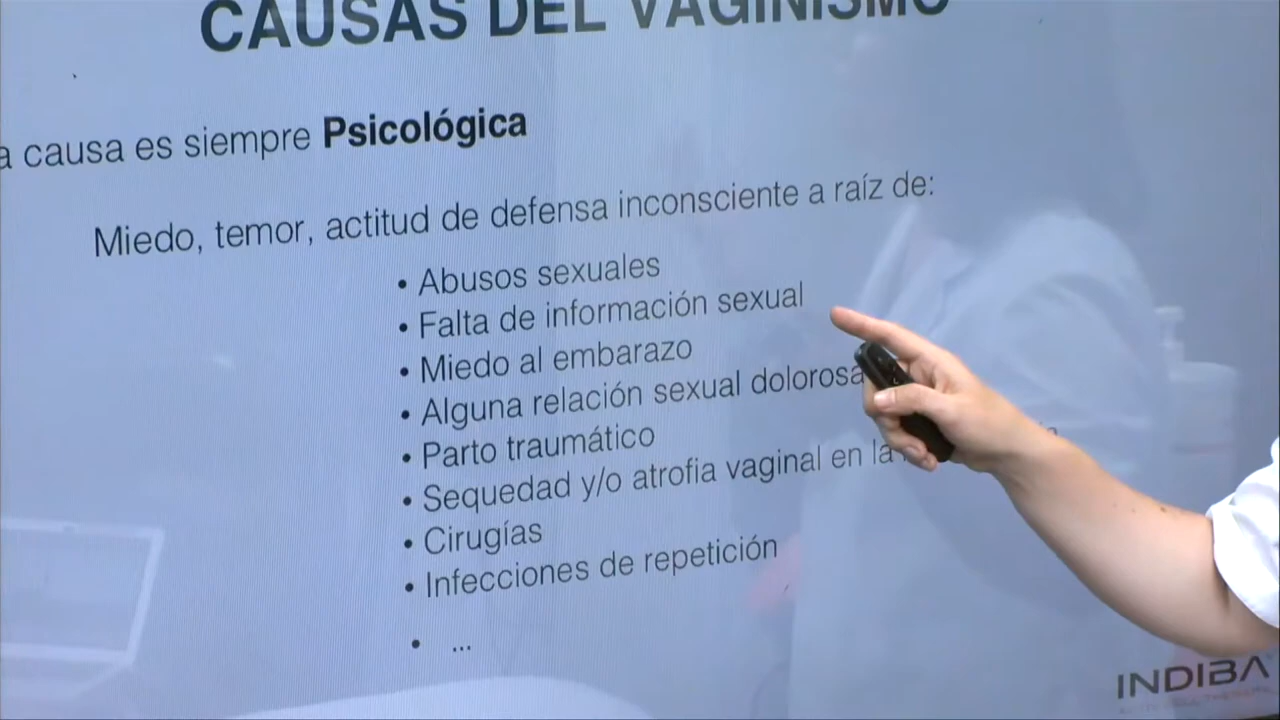 CAUSAS DEL VAGINISMO
a causa es siempre Psicológica
Miedo, temor, actitud de defensa inconsciente a raíz de:
• Abusos sexuales
• Falta de información sexual
• Miedo al embarazo
• Alguna relación sexual dolorosa
• Parto traumático
• Sequedad y/o atrofia vaginal en la
• Cirugías
• Infecciones de repetición
• ...
INDIBA